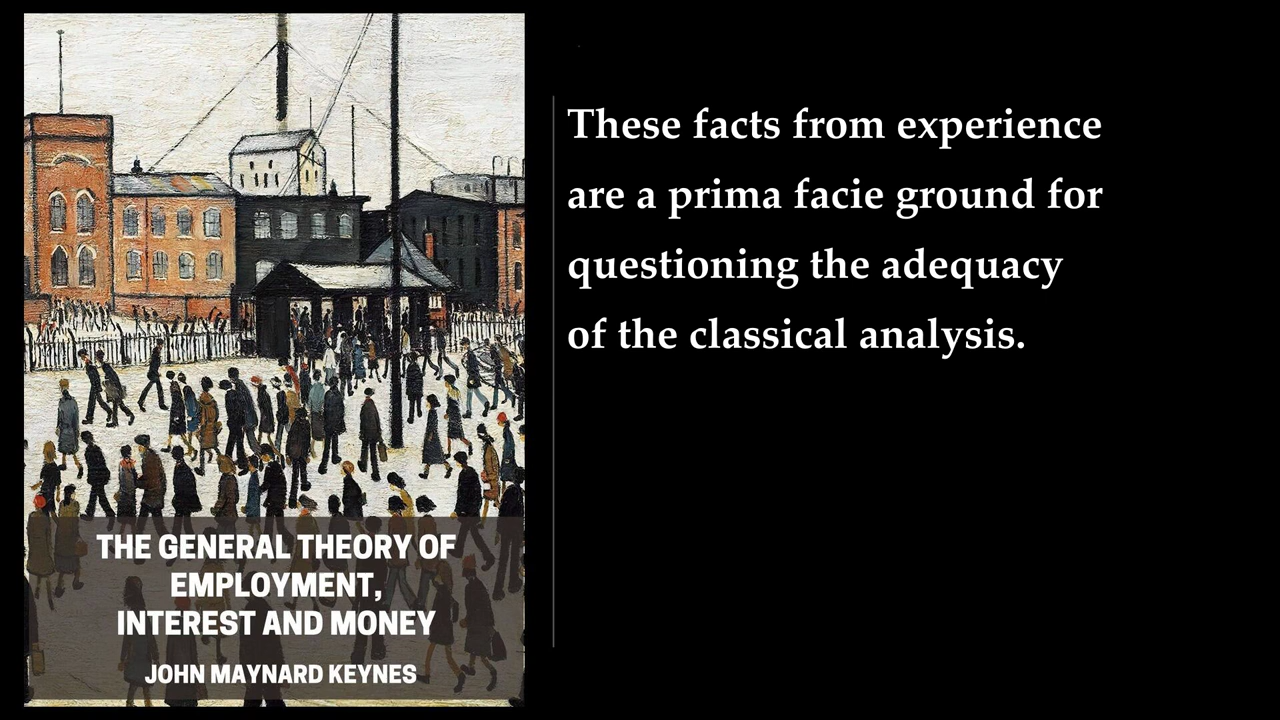 THE GENERAL THEORY OF
EMPLOYMENT,
INTEREST AND MONEY
JOHN MAYNARD KEYNES
These facts from experience
are a prima facie ground for
questioning the adequacy
of the classical analysis.